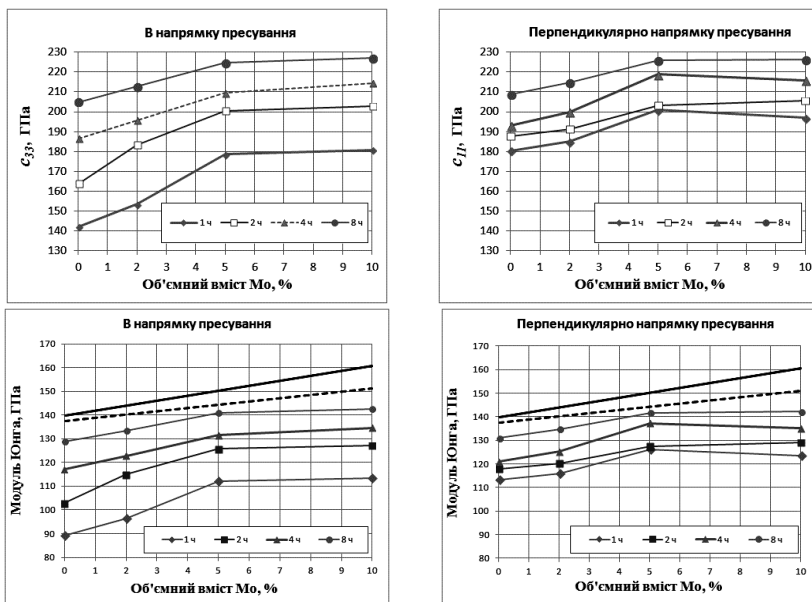 В напрямку пресування
c33, ГПа
230
220
210
200
190
180
170
160
150
140
130
1 ч 2 ч 4 ч 8 ч
0 1 2 3 4 5 6 7 8 9 10
Об'ємний вміст Mo, %
Перпендикулярно напрямку пресування
c11, ГПа
230
220
210
200
190
180
170
160
150
140
130
1 ч 2 ч 4 ч 8 ч
0 1 2 3 4 5 6 7 8 9 10
Об'ємний вміст Mo, %
В напрямку пресування
Модуль Юнга, ГПа
170
160
150
140
130
120
110
100
90
80
1 ч 2 ч 4 ч 8 ч
0 1 2 3 4 5 6 7 8 9 10
Об'ємний вміст Mo, %
Перпендикулярно напрямку пресування
Модуль Юнга, ГПа
170
160
150
140
130
120
110
100
90
80
1 ч 2 ч 4 ч 8 ч
0 1 2 3 4 5 6 7 8 9 10
Об'ємний вміст Mo, %